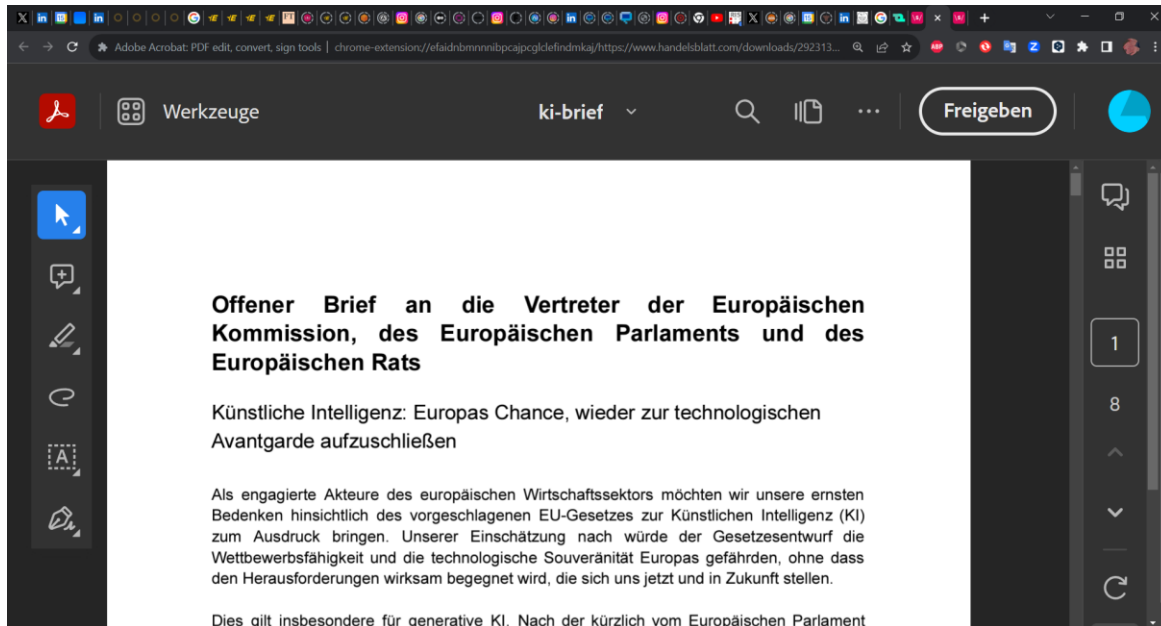 Adobe Acrobat: PDF edit, convert, sign tools | chrome-extension://efaidnbmnnnibpcajpcglclefindmkaj/https://www.handelsblatt.com/downloads/292313...
Werkzeuge
ki-brief
Freigeben
Offener Brief an die Vertreter der Europäischen
Kommission, des Europäischen Parlaments und des
Europäischen Rats
Künstliche Intelligenz: Europas Chance, wieder zur technologischen
Avantgarde aufzuschließen
Als engagierte Akteure des europäischen Wirtschaftssektors möchten wir unsere ernsten
Bedenken hinsichtlich des vorgeschlagenen EU-Gesetzes zur Künstlichen Intelligenz (KI)
zum Ausdruck bringen. Unserer Einschätzung nach würde der Gesetzesentwurf die
Wettbewerbsfähigkeit und die technologische Souveränität Europas gefährden, ohne dass
den Herausforderungen wirksam begegnet wird, die sich uns jetzt und in Zukunft stellen.
Dies gilt insbesondere für generative KI. Nach der kürzlich vom Europäischen Parlament
1
8